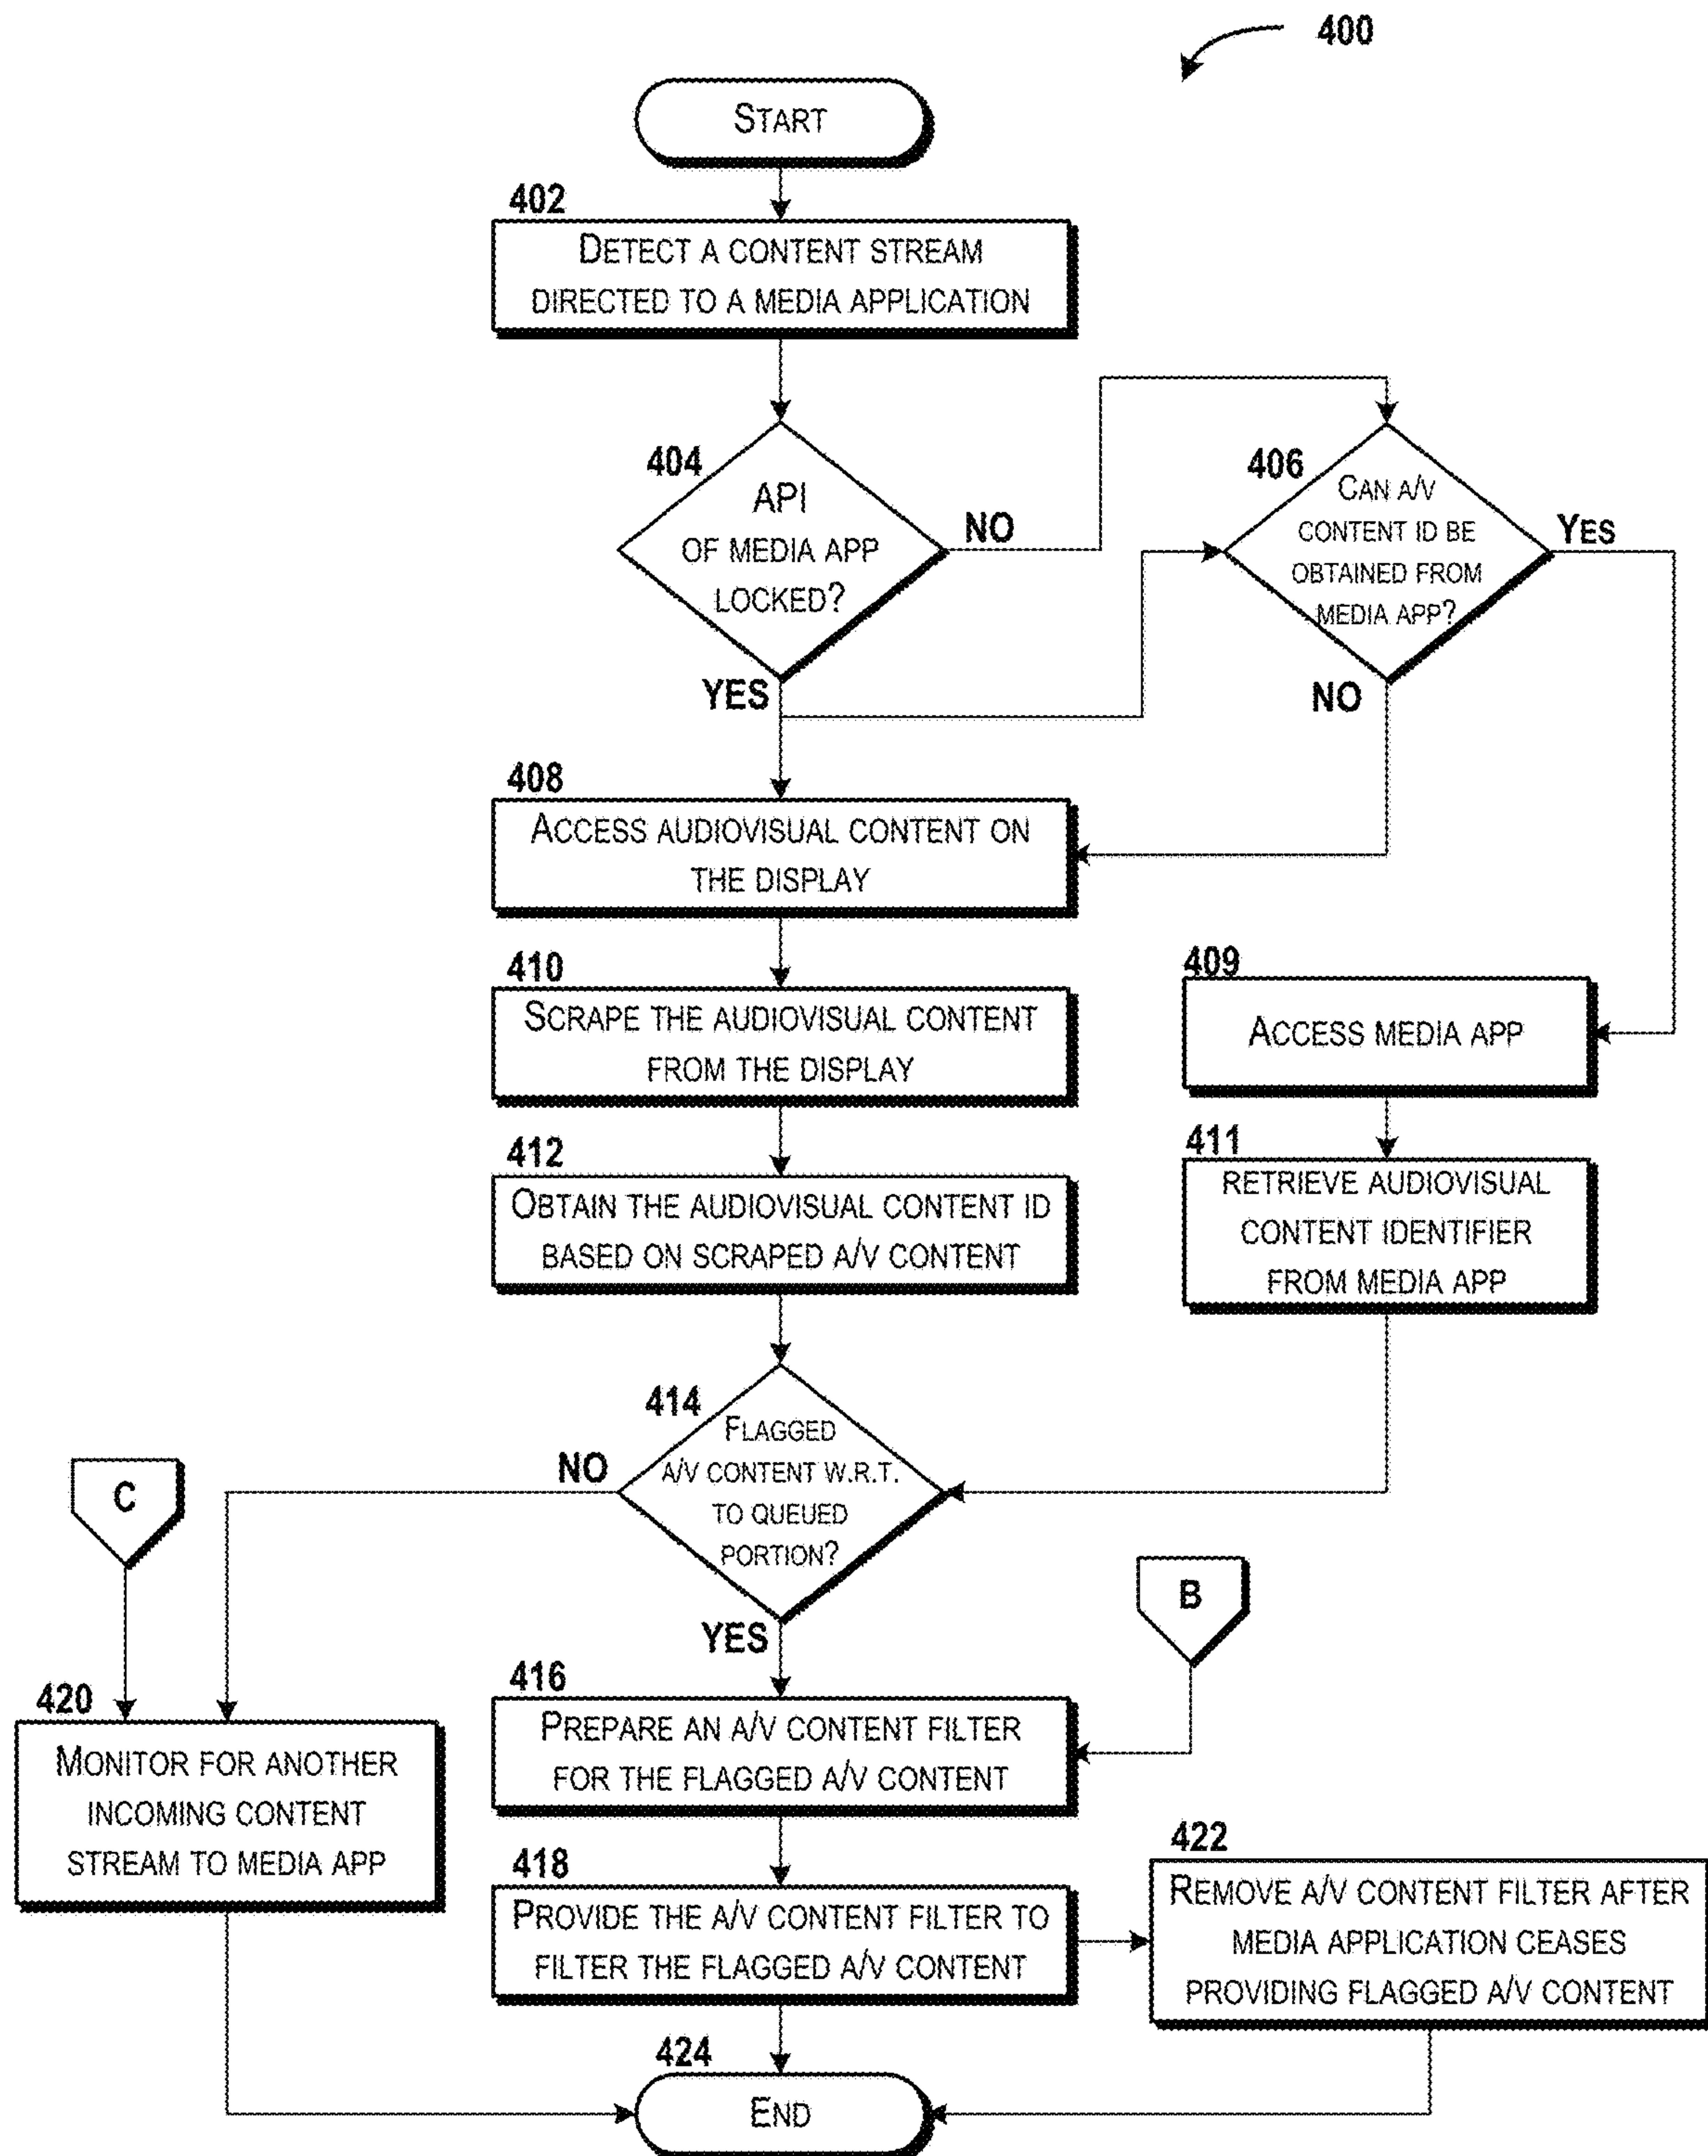 400
START
402
DETECT A CONTENT STREAM
DIRECTED TO A MEDIA APPLICATION
404
API
OF MEDIA APP
LOCKED?
NO
YES
406
CAN A/V
CONTENT ID BE
OBTAINED FROM
MEDIA APP?
YES
NO
408
ACCESS AUDIOVISUAL CONTENT ON
THE DISPLAY
410
SCRAPE THE AUDIOVISUAL CONTENT
FROM THE DISPLAY
409
ACCESS MEDIA APP
412
OBTAIN THE AUDIOVISUAL CONTENT ID
BASED ON SCRAPED A/V CONTENT
411
RETRIEVE AUDIOVISUAL
CONTENT IDENTIFIER
FROM MEDIA APP
414
FLAGGED
A/V CONTENT W.R.T.
TO QUEUED
PORTION?
NO
YES
C
B
420
MONITOR FOR ANOTHER
INCOMING CONTENT
STREAM TO MEDIA APP
416
PREPARE AN A/V CONTENT FILTER
FOR THE FLAGGED A/V CONTENT
418
PROVIDE THE A/V CONTENT FILTER TO
FILTER THE FLAGGED A/V CONTENT
422
REMOVE A/V CONTENT FILTER AFTER
MEDIA APPLICATION CEASES
PROVIDING FLAGGED A/V CONTENT
424
END